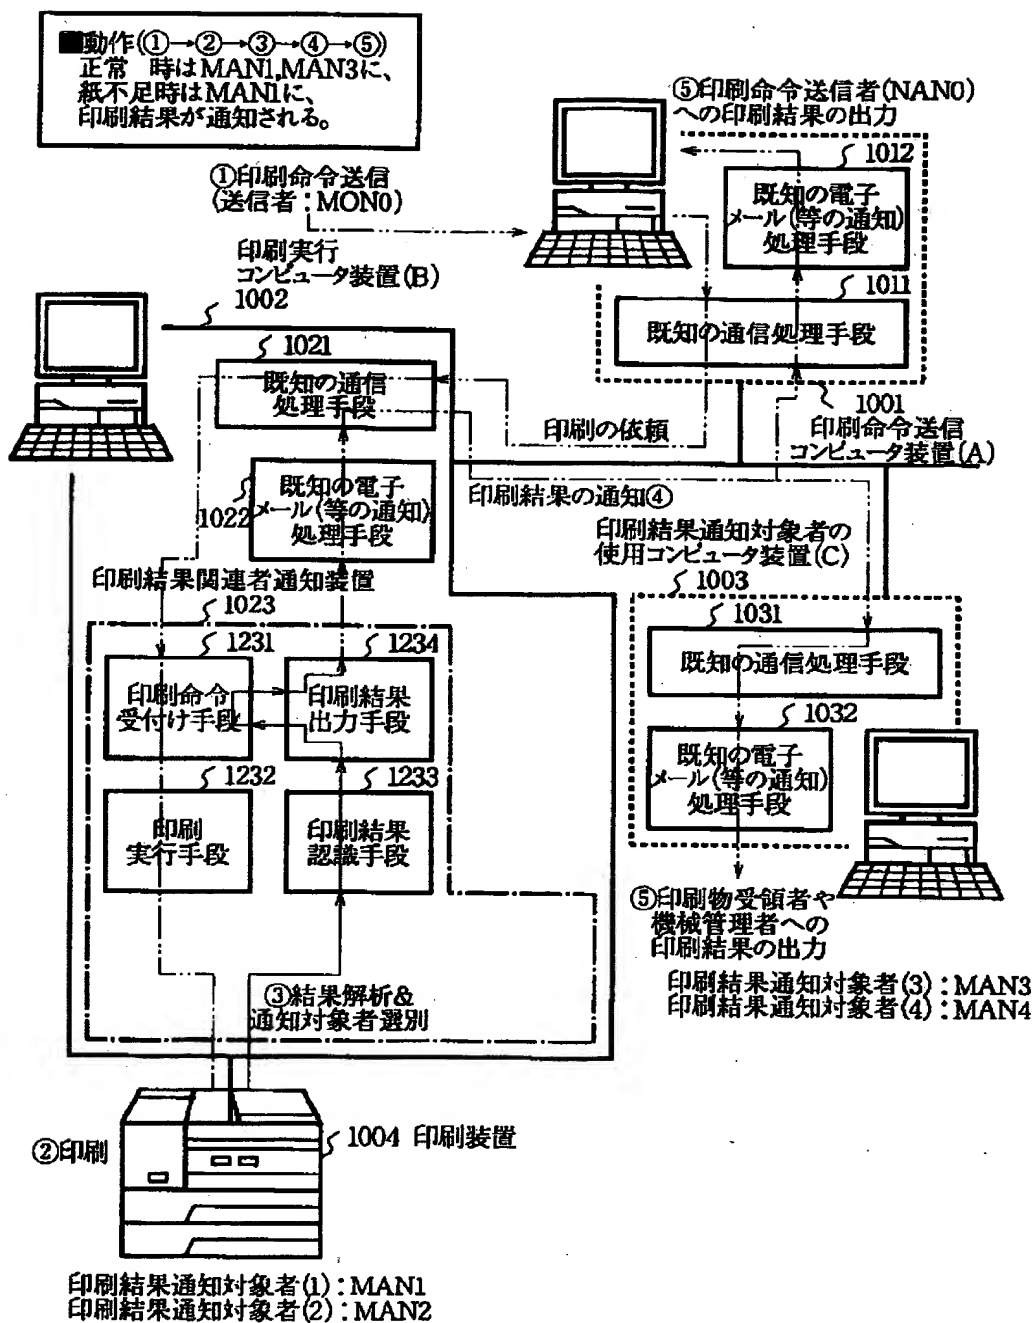 ■動作(①→②→③→④→⑤)
正常　時はMAN1,MAN3に、
紙不足時はMAN1に、
印刷結果が通知される。
①印刷命令送信
(送信者：MON0)
⑤印刷命令送信者(NAN0)
への印刷結果の出力
1012
既知の電子
メール(等の通知)
処理手段
1011
既知の通信処理手段
1001
印刷命令送信
コンピュータ装置(A)
印刷実行
コンピュータ装置(B)
1002
1021
既知の通信
処理手段
印刷の依頼
1022
既知の電子
メール(等の通知)
処理手段
印刷結果の通知④
印刷結果通知対象者の
使用コンピュータ装置(C)
1003
1031
既知の通信処理手段
1032
既知の電子
メール(等の通知)
処理手段
⑤印刷物受領者や
機械管理者への
印刷結果の出力
印刷結果通知対象者(3)：MAN3
印刷結果通知対象者(4)：MAN4
印刷結果関連者通知装置
1023
1231
印刷命令
受付け手段
1234
印刷結果
出力手段
1232
印刷
実行手段
1233
印刷結果
認識手段
③結果解析&
通知対象者選別
②印刷
1004 印刷装置
印刷結果通知対象者(1)：MAN1
印刷結果通知対象者(2)：MAN2